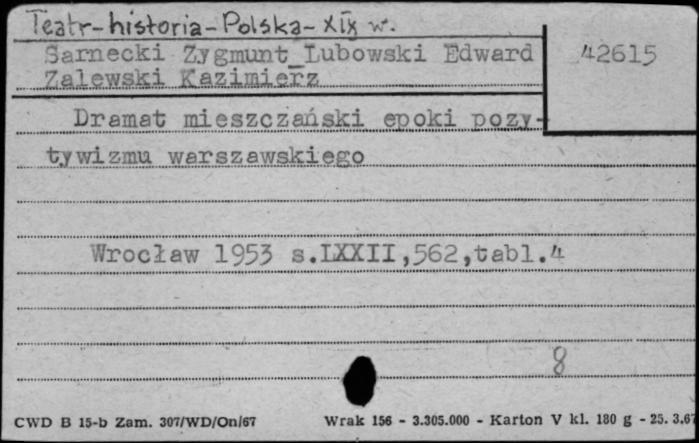 Teatr-historia-Polska-XIX w.
Sarnecki Zygmunt_Lubowski Edward
42615
Zalewski Kazimierz
Dramat mieszczański epoki pozy-
tywizmu warszawskiego
Wrocław 1953 s.LXXII,562,tabl.4
8
CWD B 15-b Zam. 307/WD/On/67 Wrak 156 - 3.305.000 - Karton V kl. 180 g - 25. 3.67